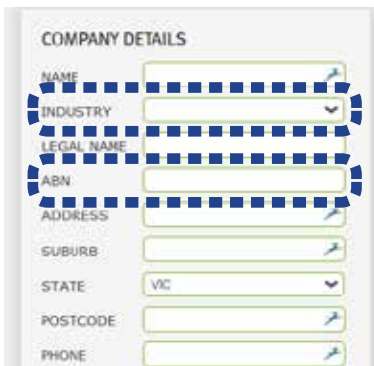 COMPANY DETAILS
NAME
INDUSTRY
LEGAL NAME
ABN
ADDRESS
SUBURB
STATE VIC
POSTCODE
PHONE